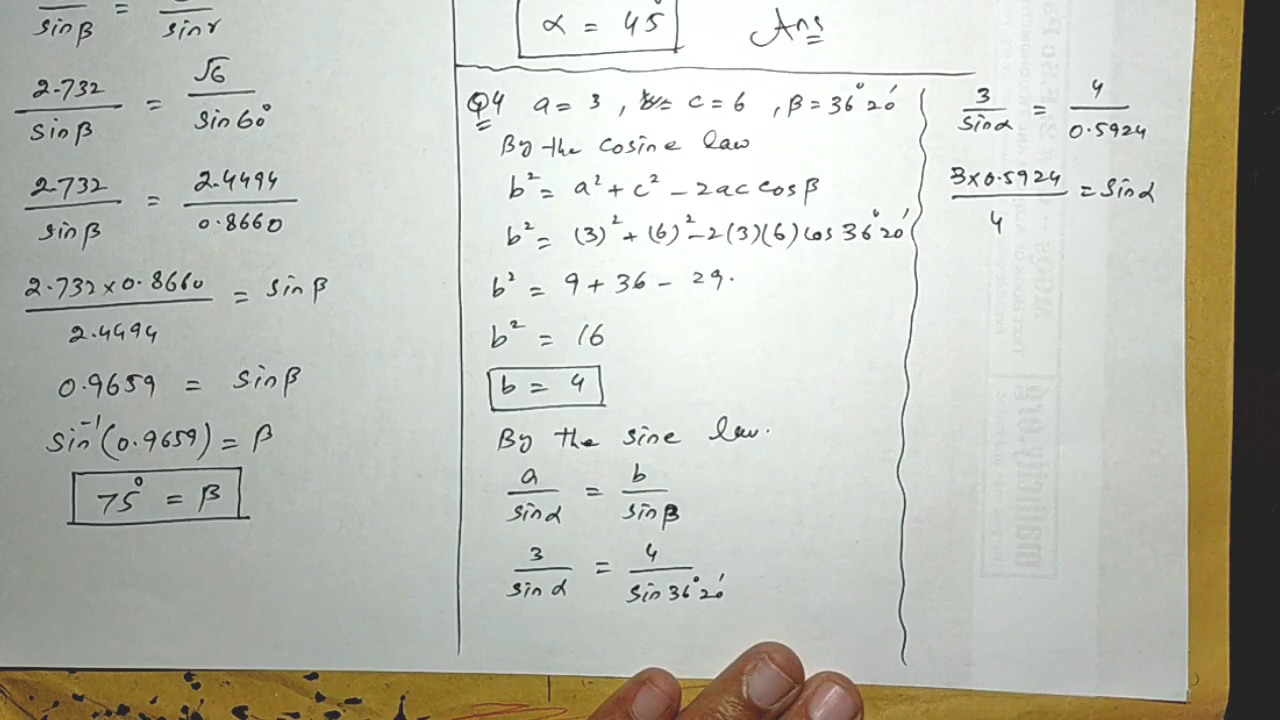 sinβ = sinγ
2.732/sinβ = √6/sin60°
2.732/sinβ = 2.4494/0.8660
2.732×0.8660/2.4494 = sinβ
0.9659 = sinβ
sin⁻¹(0.9659) = β
75° = β
α = 45° Ans
Q4 a = 3, c = 6, β = 36°20′
By the cosine law
b² = a² + c² - 2ac cosβ
b² = (3)² + (6)² - 2(3)(6) cos 36°20′
b² = 9 + 36 - 29.
b² = 16
b = 4
By the sine law.
a/sinα = b/sinβ
3/sinα = 4/sin36°20′
3/sinα = 4/0.5924
3×0.5924/4 = sinα